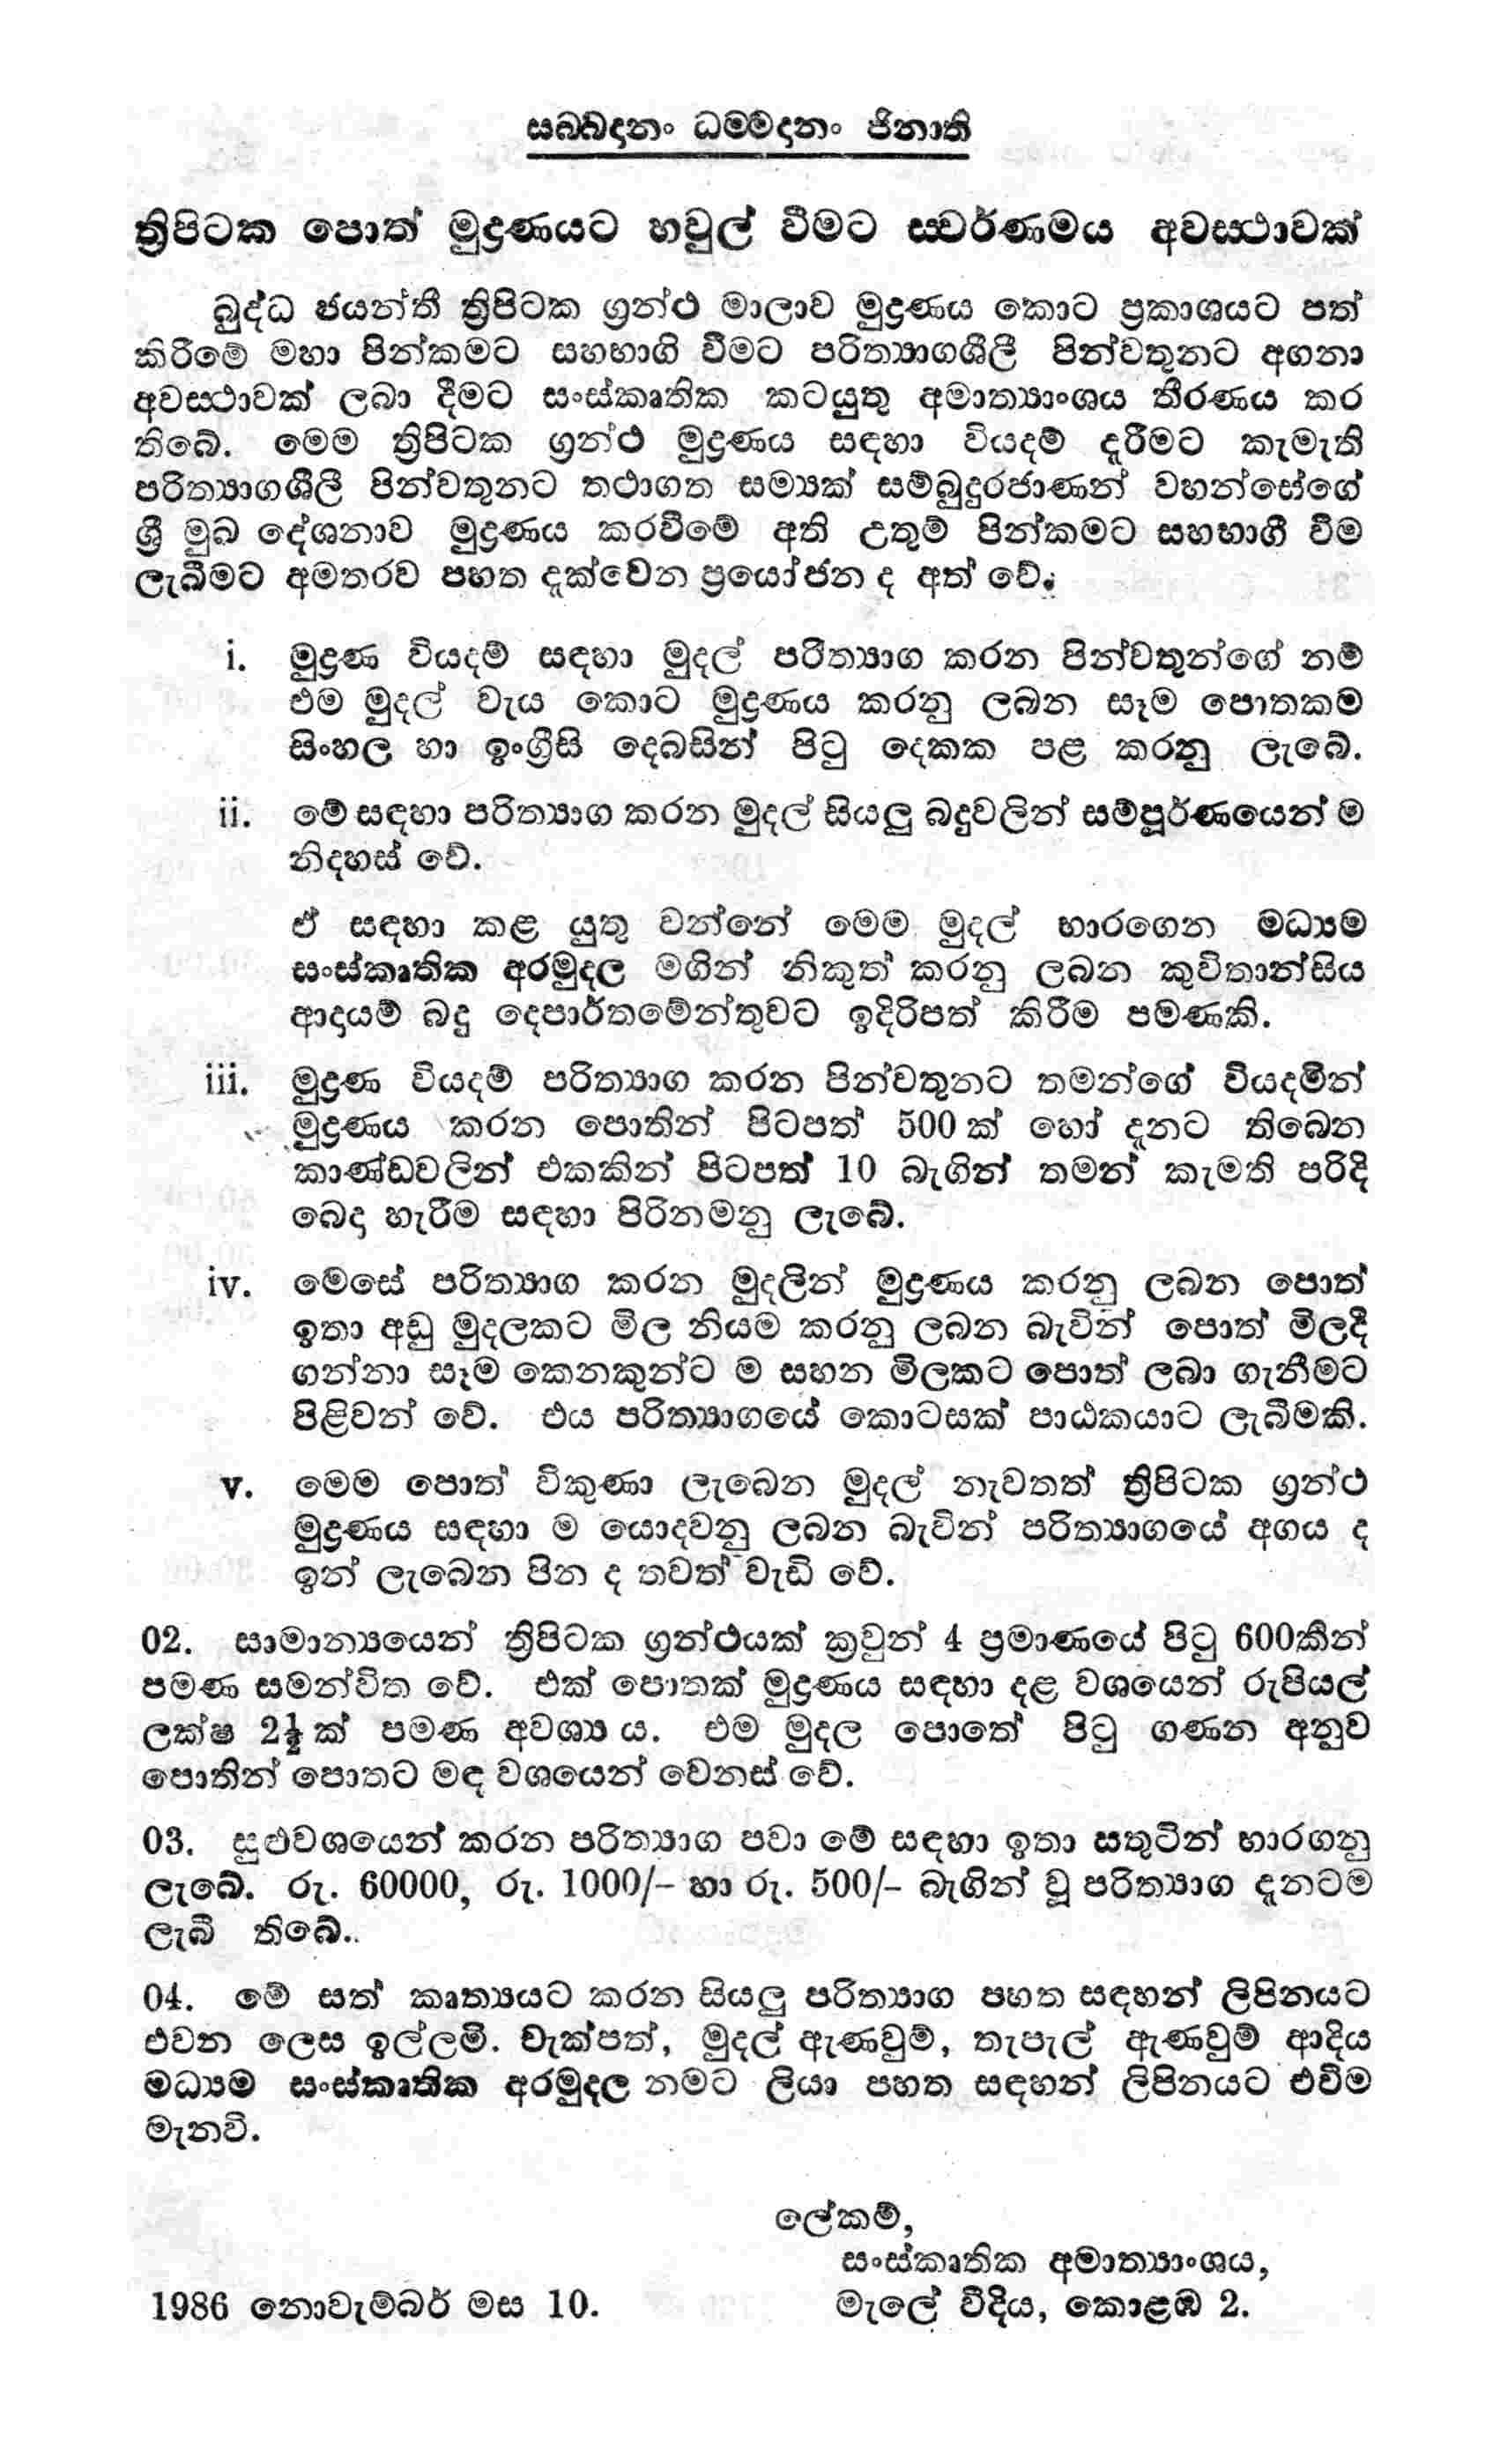 සබ්බදානං ධම්මදානං ජිනාති
ත්‍රිපිටක පොත් මුද්‍රණයට හවුල් වීමට ස්වර්ණමය අවස්ථාවක්
බුද්ධ ජයන්තී ත්‍රිපිටක ග්‍රන්ථ මාලාව මුද්‍රණය කොට ප්‍රකාශයට පත්
කිරීමේ මහා පින්කමට සහභාගි වීමට පරිත්‍යාගශීලී පින්වතුනට අගනා
අවස්ථාවක් ලබා දීමට සංස්කෘතික කටයුතු අමාත්‍යාංශය තීරණය කර
තිබේ. මෙම ත්‍රිපිටක ග්‍රන්ථ මුද්‍රණය සඳහා වියදම් දැරීමට කැමැති
පරිත්‍යාගශීලී පින්වතුනට තථාගත සම්‍යක් සම්බුදුරජාණන් වහන්සේගේ
ශ්‍රී මුඛ දේශනාව මුද්‍රණය කරවීමේ අති උතුම් පින්කමට සහභාගී වීම
ලැබීමට අමතරව පහත දැක්වෙන ප්‍රයෝජන ද අත් වේ.
i. මුද්‍රණ වියදම් සඳහා මුදල් පරිත්‍යාග කරන පින්වතුන්ගේ නම්
එම මුදල් වැය කොට මුද්‍රණය කරනු ලබන සෑම පොතකම
සිංහල හා ඉංග්‍රීසි දෙබසින් පිටු දෙකක පළ කරනු ලැබේ.
ii. මේ සඳහා පරිත්‍යාග කරන මුදල් සියලු බදුවලින් සම්පූර්ණයෙන් ම
නිදහස් වේ.
ඒ සඳහා කළ යුතු වන්නේ මෙම මුදල් භාරගෙන මධ්‍යම
සංස්කෘතික අරමුදල මගින් නිකුත් කරනු ලබන කුවිතාන්සිය
ආදායම් බදු දෙපාර්තමේන්තුවට ඉදිරිපත් කිරීම පමණකි.
iii. මුද්‍රණ වියදම් පරිත්‍යාග කරන පින්වතුනට තමන්ගේ වියදමින්
මුද්‍රණය කරන පොතින් පිටපත් 500 ක් හෝ දැනට තිබෙන
කාණ්ඩවලින් එකකින් පිටපත් 10 බැගින් තමන් කැමති පරිදි
බෙදා හැරීම සඳහා පිරිනමනු ලැබේ.
iv. මෙසේ පරිත්‍යාග කරන මුදලින් මුද්‍රණය කරනු ලබන පොත්
ඉතා අඩු මුදලකට මිල නියම කරනු ලබන බැවින් පොත් මිලදී
ගන්නා සෑම කෙනකුන්ට ම සහන මිලකට පොත් ලබා ගැනීමට
පිළිවන් වේ. එය පරිත්‍යාගයේ කොටසක් පාඨකයාට ලැබීමකි.
v. මෙම පොත් විකුණා ලැබෙන මුදල් නැවතත් ත්‍රිපිටක ග්‍රන්ථ
මුද්‍රණය සඳහා ම යොදවනු ලබන බැවින් පරිත්‍යාගයේ අගය ද
ඉන් ලැබෙන පින ද තවත් වැඩි වේ.
02. සාමාන්‍යයෙන් ත්‍රිපිටක ග්‍රන්ථයක් ක්‍රවුන් 4 ප්‍රමාණයේ පිටු 600කින්
පමණ සමන්විත වේ. එක් පොතක් මුද්‍රණය සඳහා දළ වශයෙන් රුපියල්
ලක්ෂ 2½ ක් පමණ අවශ්‍ය ය. එම මුදල පොතේ පිටු ගණන අනුව
පොතින් පොතට මඳ වශයෙන් වෙනස් වේ.
03. සුළුවශයෙන් කරන පරිත්‍යාග පවා මේ සඳහා ඉතා සතුටින් භාරගනු
ලැබේ. රු. 60000, රු. 1000/- හා රු. 500/- බැගින් වූ පරිත්‍යාග දැනටම
ලැබී තිබේ..
04. මේ සත් කෘත්‍යයට කරන සියලු පරිත්‍යාග පහත සඳහන් ලිපිනයට
එවන ලෙස ඉල්ලමි. චැක්පත්, මුදල් ඇණවුම්, තැපැල් ඇණවුම් ආදිය
මධ්‍යම සංස්කෘතික අරමුදල නමට ලියා පහත සඳහන් ලිපිනයට එවීම
මැනවි.
ලේකම්,
සංස්කෘතික අමාත්‍යාංශය,
1986 නොවැම්බර් මස 10. මැලේ වීදිය, කොළඹ 2.